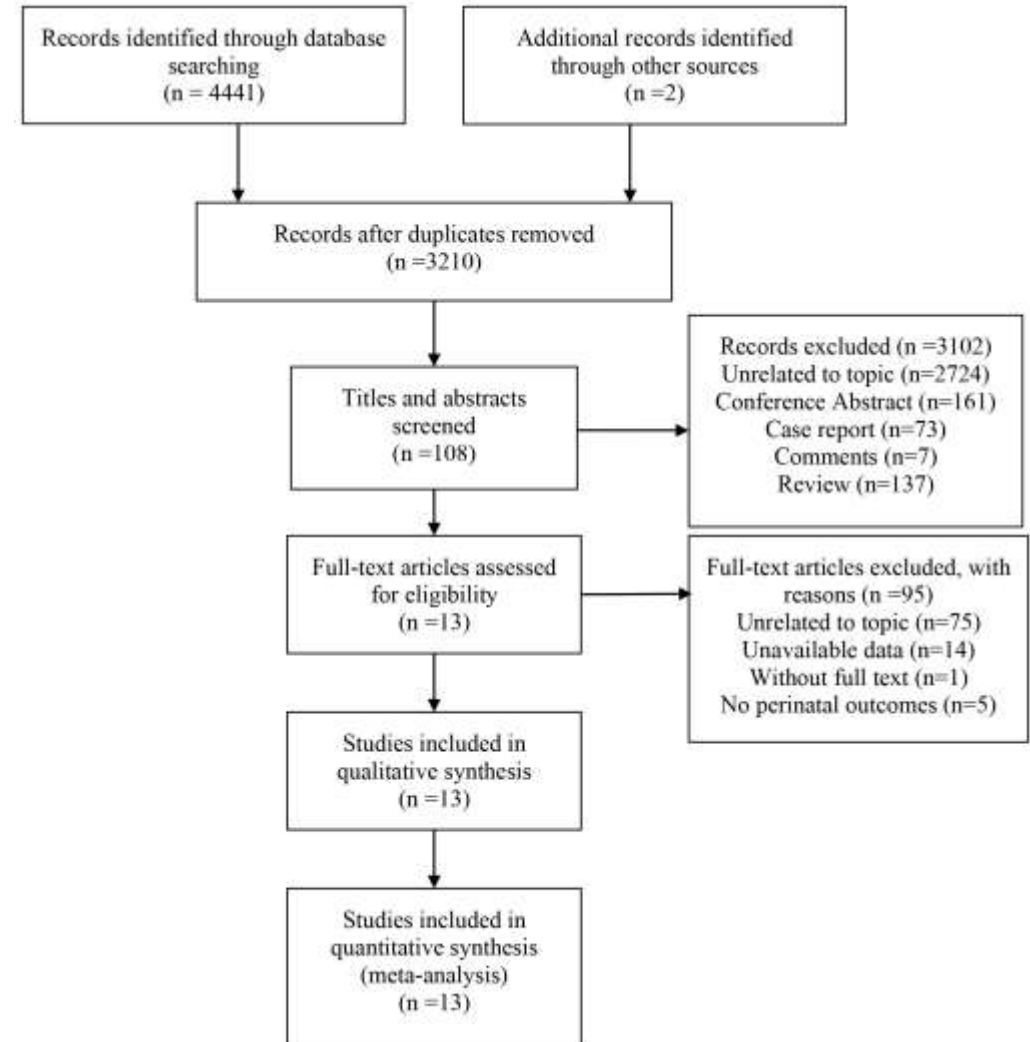 Records identified through database
searching
(n = 4441)
Additional records identified
through other sources
(n =2)
Records after duplicates removed
(n =3210)
Titles and abstracts
screened
(n =108)
Records excluded (n =3102)
Unrelated to topic (n=2724)
Conference Abstract (n=161)
Case report (n=73)
Comments (n=7)
Review (n=137)
Full-text articles assessed
for eligibility
(n =13)
Full-text articles excluded, with
reasons (n =95)
Unrelated to topic (n=75)
Unavailable data (n=14)
Without full text (n=1)
No perinatal outcomes (n=5)
Studies included in
qualitative synthesis
(n =13)
Studies included in
quantitative synthesis
(meta-analysis)
(n =13)